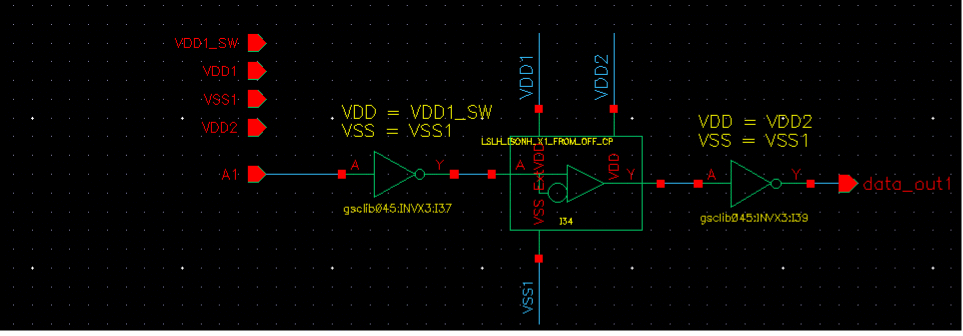 VDD1_SW
VDD1
VSS1
VDD2
A1
VDD = VDD1_SW
VSS = VSS1
A
Y
gsclib045:INVX3:I37
VDD1
VDD2
LSLH_ISONH_X1_FROM_OFF_CP
A
ExtVDD
VDD
Y
VSS
I34
VSS1
VDD = VDD2
VSS = VSS1
A
Y
gsclib045:INVX3:I39
data_out1